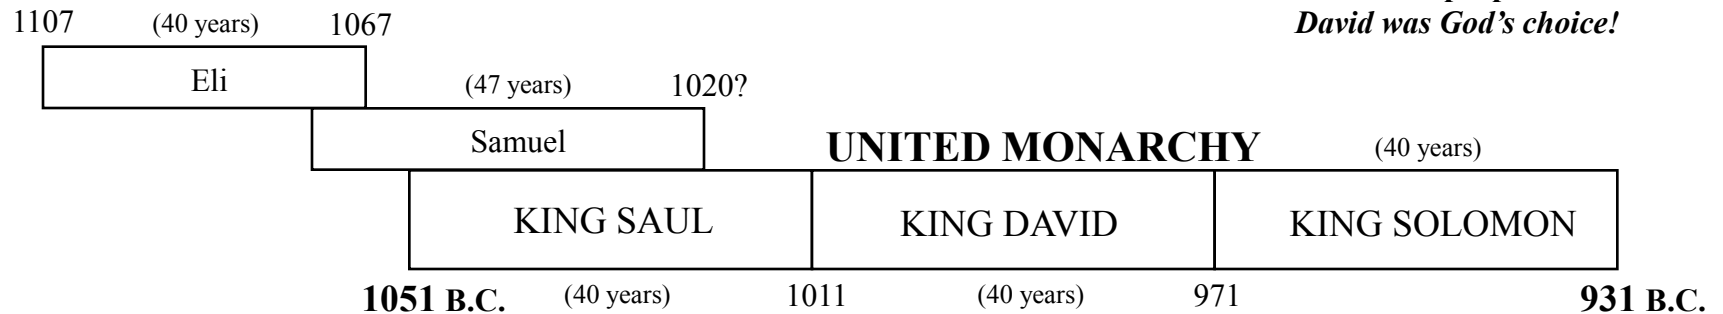 David was God’s choice!
1107 (40 years) 1067
Eli
(47 years) 1020?
Samuel
UNITED MONARCHY (40 years)
KING SAUL KING DAVID KING SOLOMON
1051 B.C. (40 years) 1011 (40 years) 971 931 B.C.